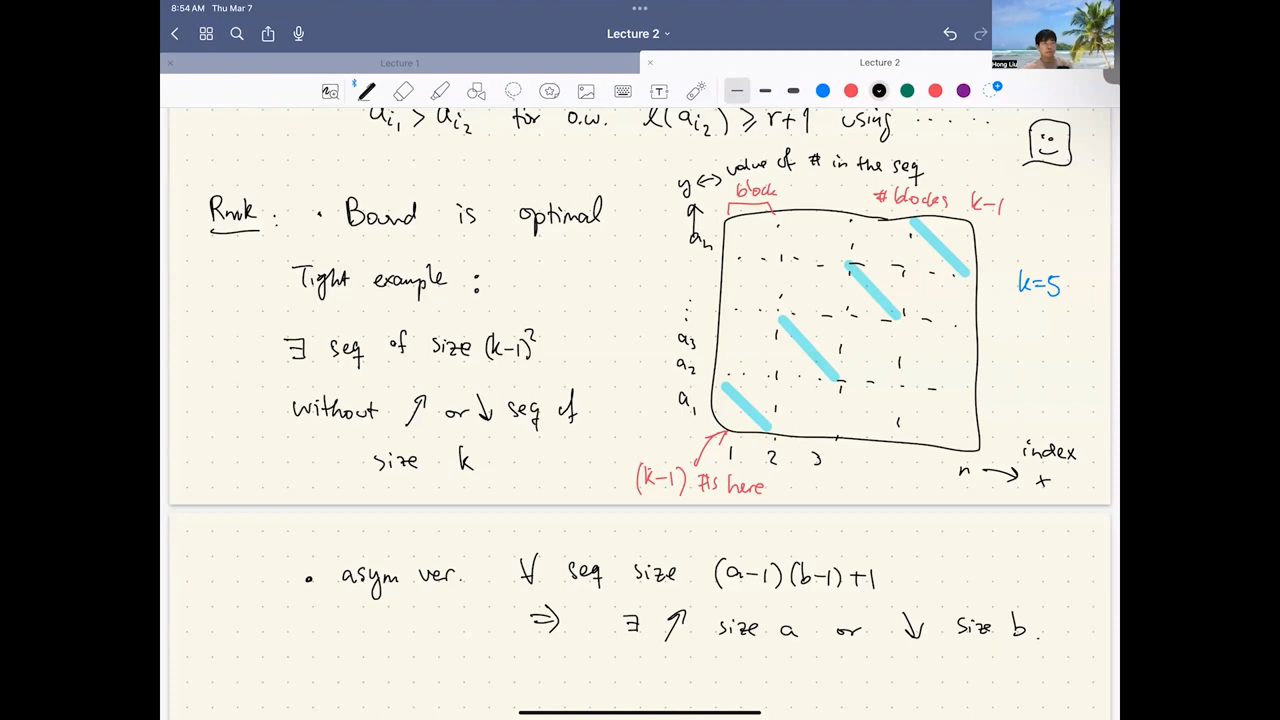 8:54 AM Thu Mar 7
Lecture 2
Lecture 1
Lecture 2
Hong Liu
a_{i_1} > a_{i_2} for o.w. l(a_{i_2}) ⩾ r+1 using ······
y ↔ value of # in the seq
block
# blocks k-1
Rmk: · Bound is optimal
a_n
Tight example :
k=5
⋮
∃ seq of size (k-1)²
a_3
a_2
without ↗ or ↓ seq of
a_1
size k
1 2 3
n → index
x
(k-1) #s here
· asym ver. ∀ seq size (a-1)(b-1)+1
⇒ ∃ ↗ size a or ↓ size b.